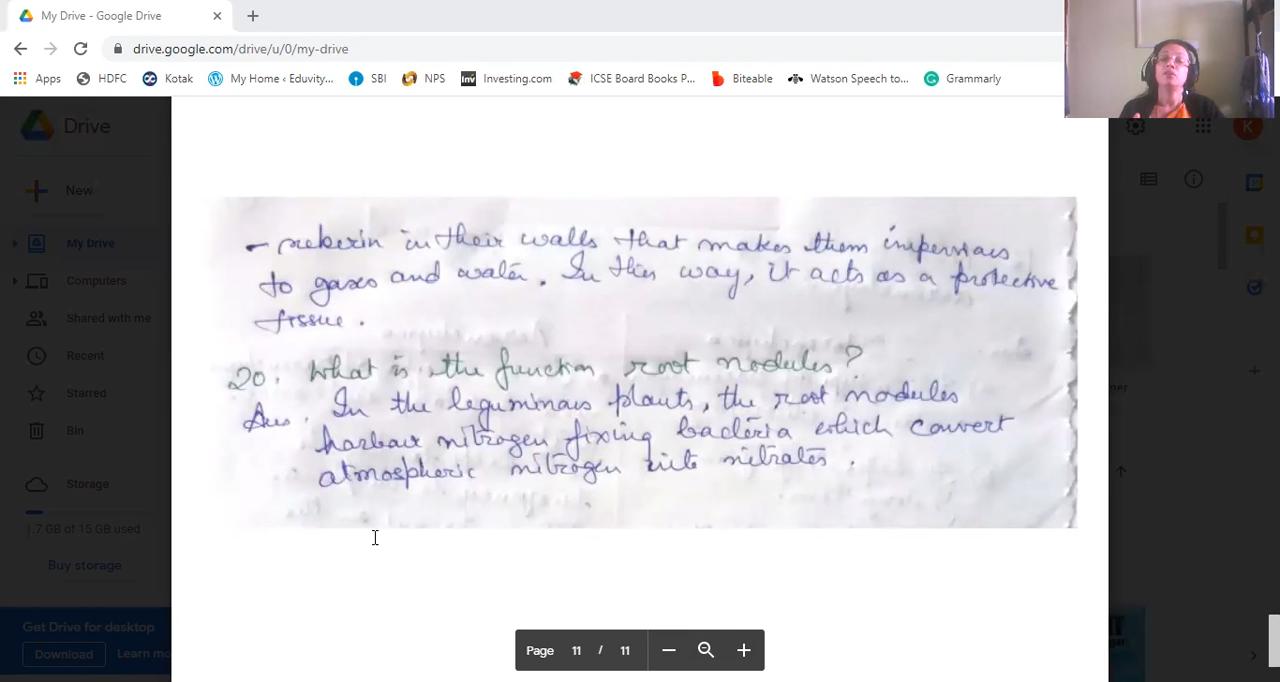 My Drive - Google Drive
drive.google.com/drive/u/0/my-drive
Apps HDFC Kotak My Home ‹ Eduvity... SBI NPS Inv Investing.com ICSE Board Books P... Biteable Watson Speech to... Grammarly
Drive
K
New
My Drive
Computers
Shared with me
Recent
Starred
Bin
Storage
1.7 GB of 15 GB used
Buy storage
Get Drive for desktop
Download Learn mo
- suberin in their walls that makes them impervious
to gases and water. In this way, it acts as a protective
tissue.
20. What is the function root nodules?
Ans. In the leguminous plants, the root nodules
harbour nitrogen fixing bacteria which convert
atmospheric nitrogen into nitrates.
Page 11 / 11